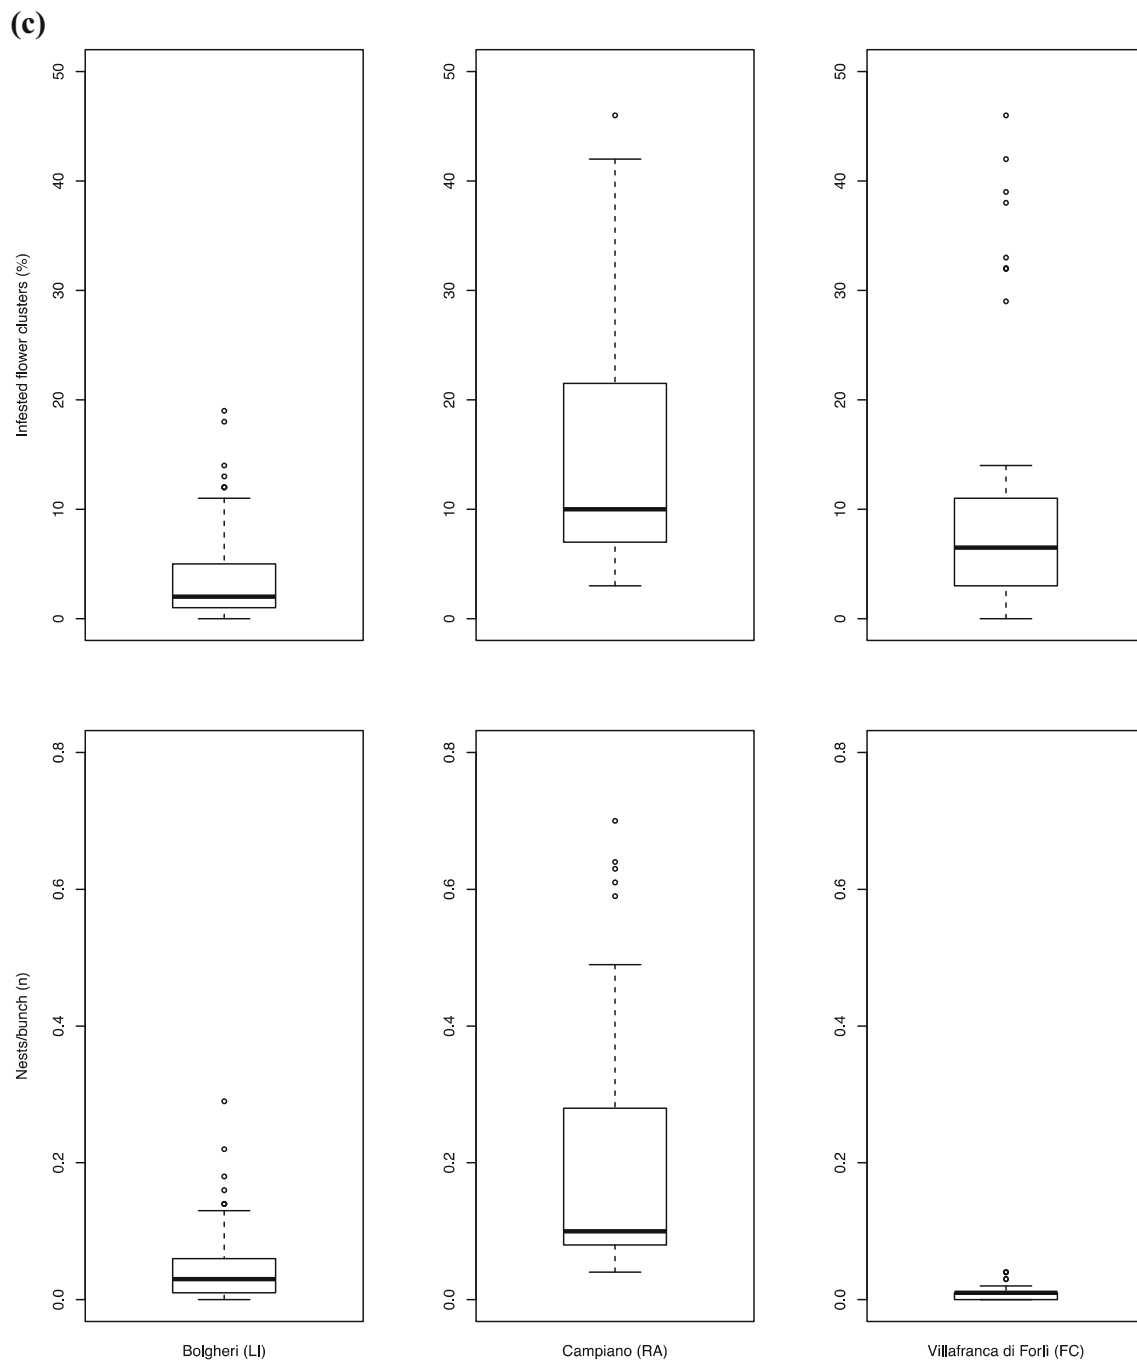 (c)
Infested flower clusters (%)
0 10 20 30 40 50
0 10 20 30 40 50
0 10 20 30 40 50
Nests/bunch (n)
0.0 0.2 0.4 0.6 0.8
0.0 0.2 0.4 0.6 0.8
0.0 0.2 0.4 0.6 0.8
Bolgheri (LI)
Campiano (RA)
Villafranca di Forlì (FC)